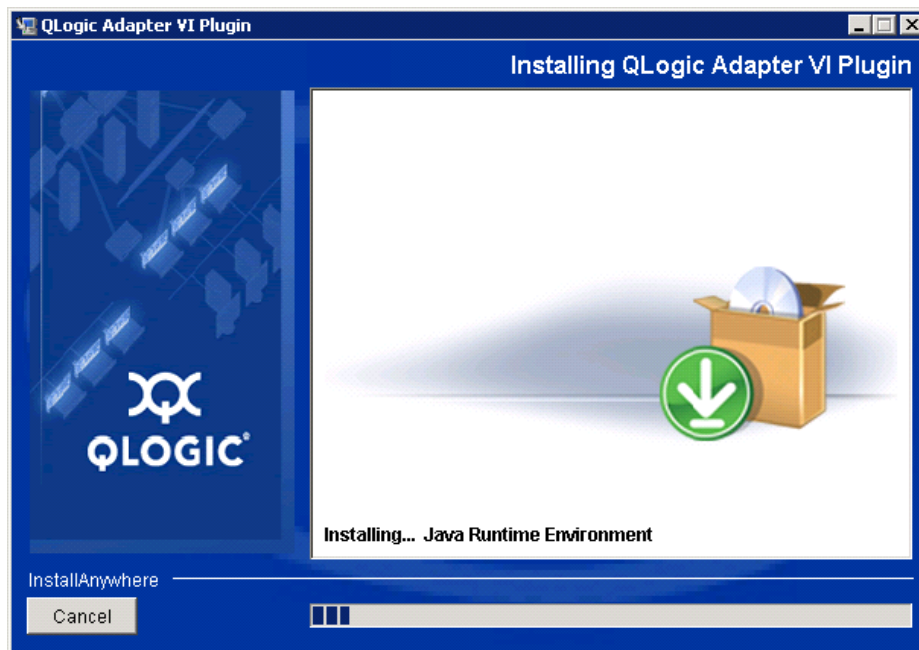 QLogic Adapter VI Plugin
Installing QLogic Adapter VI Plugin
QLOGIC®
Installing... Java Runtime Environment
InstallAnywhere
Cancel